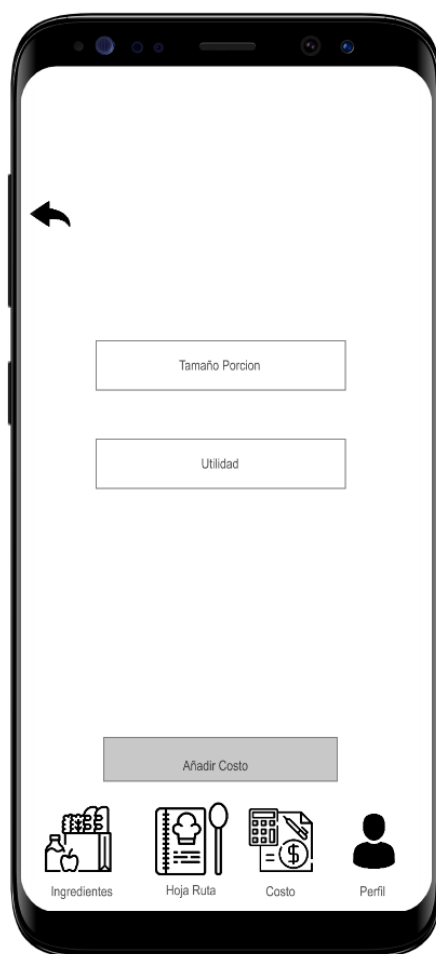 Tamaño Porcion
Utilidad
Añadir Costo
Ingredientes
Hoja Ruta
Costo
Perfil